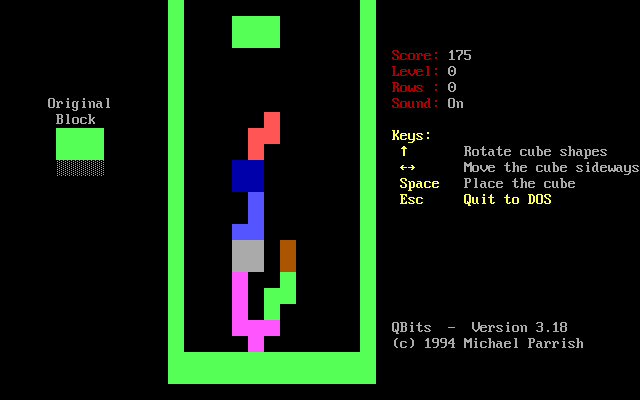 Original
Block
Score: 175
Level: 0
Rows : 0
Sound: On
Keys:
↑ Rotate cube shapes
↔ Move the cube sideways
Space Place the cube
Esc Quit to DOS
QBits - Version 3.18
(c) 1994 Michael Parrish